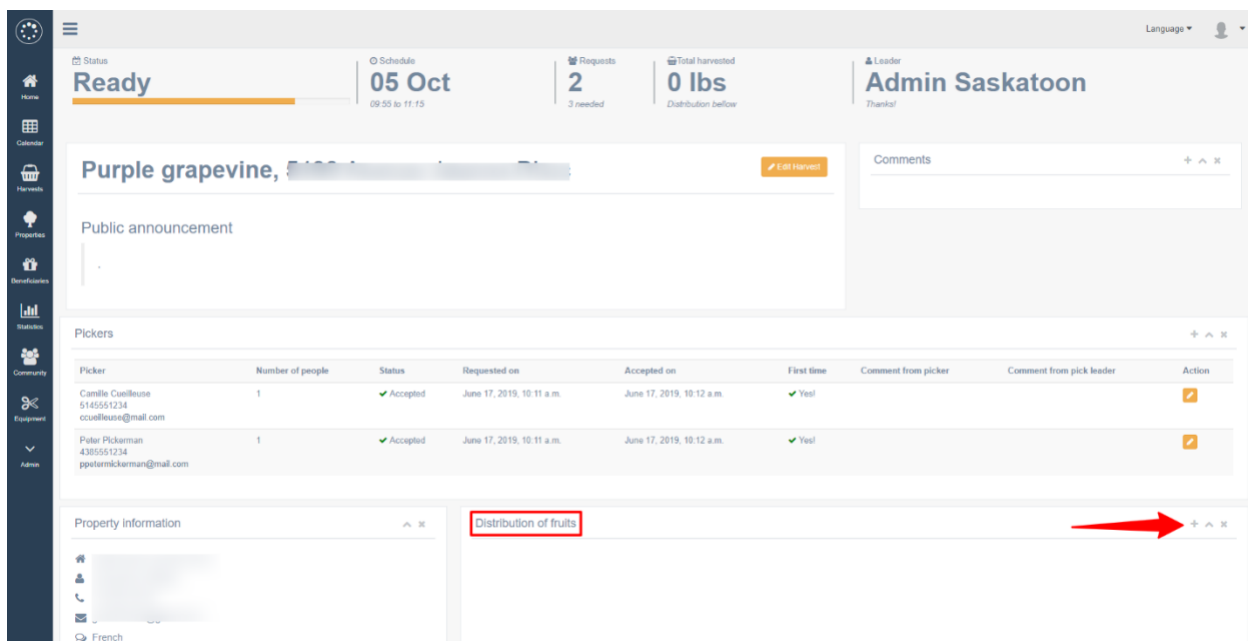 Language
Status
Ready
Schedule
05 Oct
09:55 to 11:15
Requests
2
3 needed
Total harvested
0 lbs
Distribution bellow
Leader
Admin Saskatoon
Thanks!
Home
Calendar
Harvests
Properties
Beneficiaries
Statistics
Community
Equipment
Admin
Purple grapevine,
Edit Harvest
Public announcement
.
Comments
Pickers
Picker Number of people Status Requested on Accepted on First time Comment from picker Comment from pick leader Action
Camille Cueilleuse 1 Accepted June 17, 2019, 10:11 a.m. June 17, 2019, 10:12 a.m. Yes!
5145551234
ccueilleuse@mail.com
Peter Pickerman 1 Accepted June 17, 2019, 10:11 a.m. June 17, 2019, 10:12 a.m. Yes!
4385551234
ppetermickerman@mail.com
Property information
French
Distribution of fruits